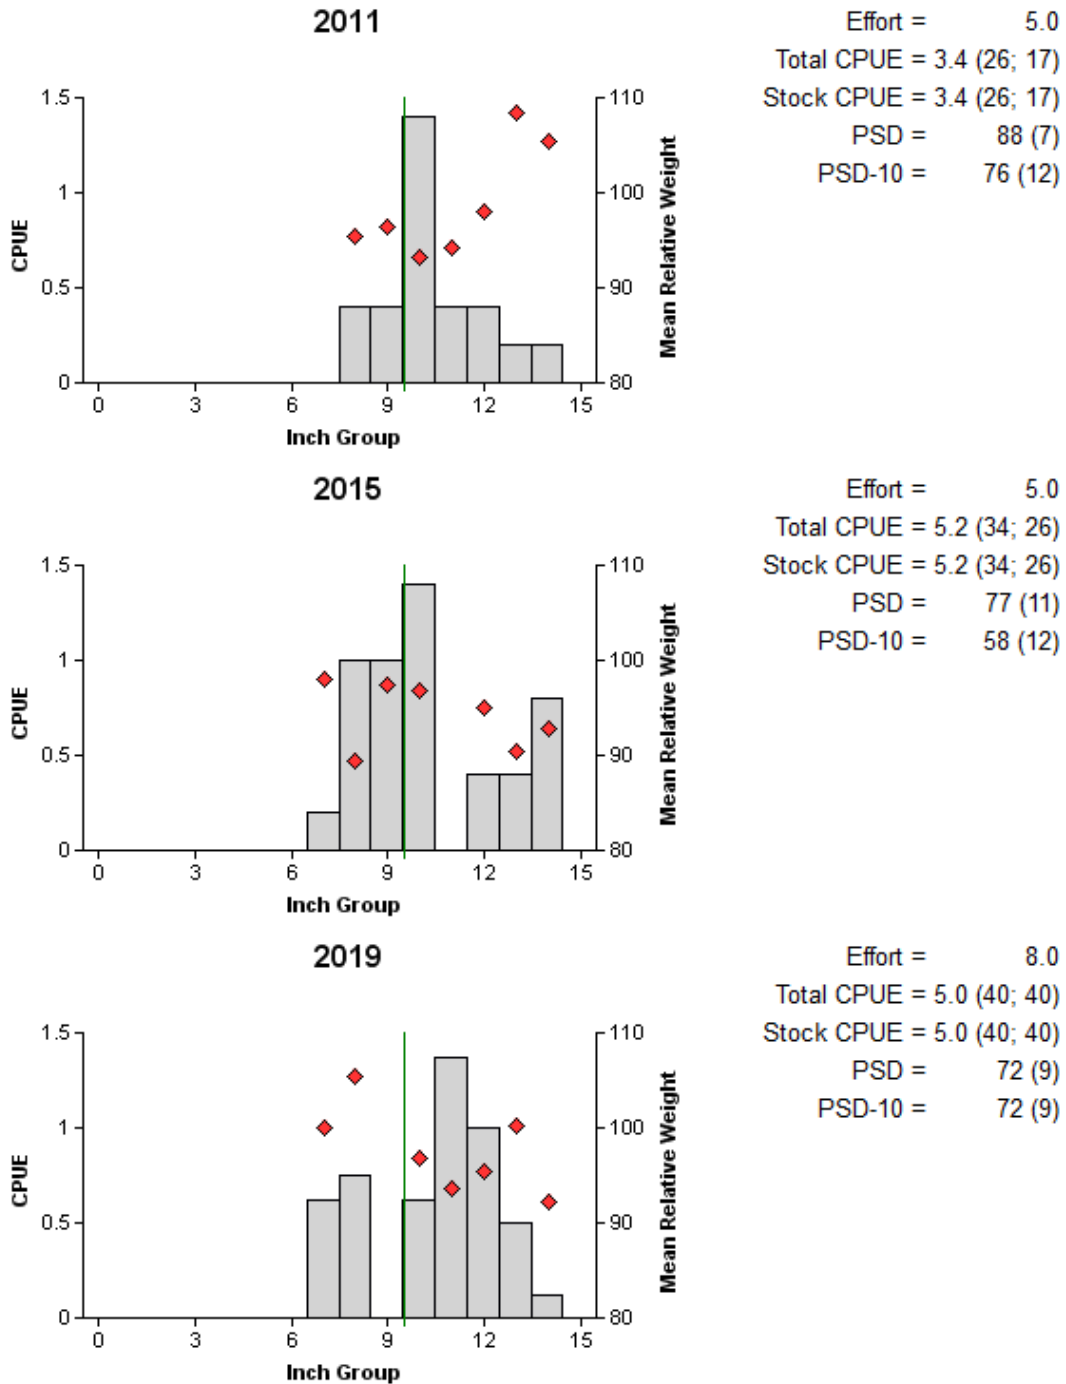 2011
Effort = 5.0
Total CPUE = 3.4 (26; 17)
Stock CPUE = 3.4 (26; 17)
PSD = 88 (7)
PSD-10 = 76 (12)
1.5
1
0.5
0
CPUE
110
100
90
80
Mean Relative Weight
0 3 6 9 12 15
Inch Group
2015
Effort = 5.0
Total CPUE = 5.2 (34; 26)
Stock CPUE = 5.2 (34; 26)
PSD = 77 (11)
PSD-10 = 58 (12)
1.5
1
0.5
0
CPUE
110
100
90
80
Mean Relative Weight
0 3 6 9 12 15
Inch Group
2019
Effort = 8.0
Total CPUE = 5.0 (40; 40)
Stock CPUE = 5.0 (40; 40)
PSD = 72 (9)
PSD-10 = 72 (9)
1.5
1
0.5
0
CPUE
110
100
90
80
Mean Relative Weight
0 3 6 9 12 15
Inch Group